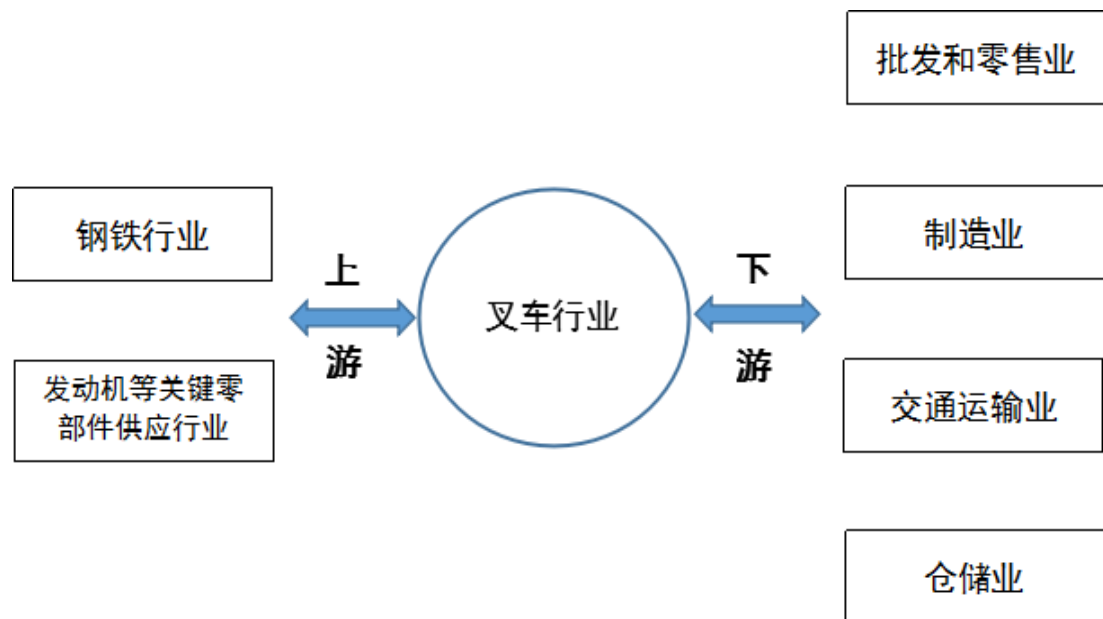 钢铁行业
发动机等关键零
部件供应行业
上
游
叉车行业
下
游
批发和零售业
制造业
交通运输业
仓储业